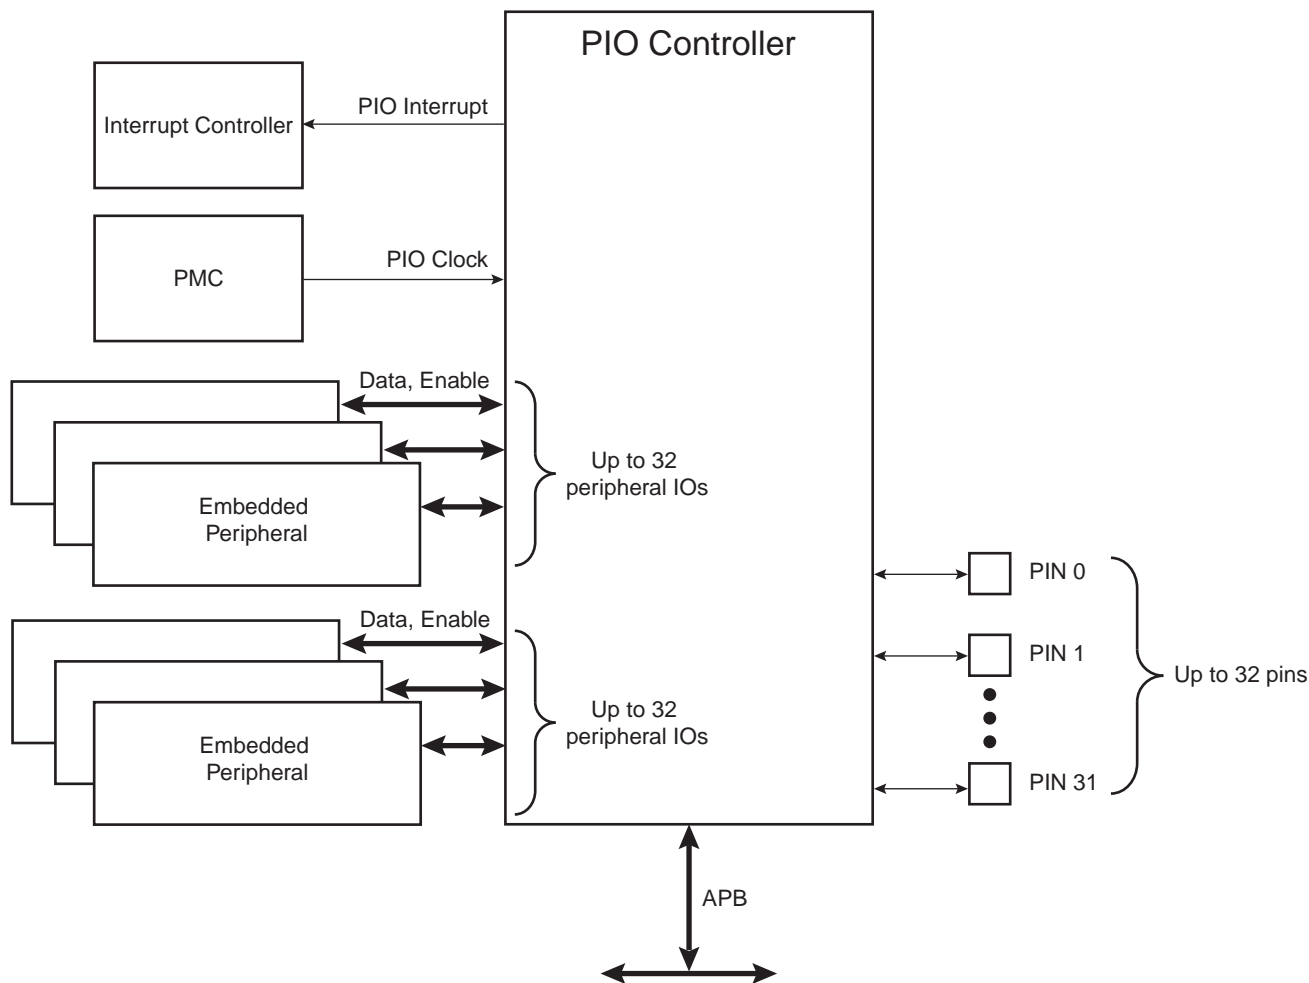 PIO Controller
PIO Interrupt
Interrupt Controller
PIO Clock
PMC
Data, Enable
Up to 32
peripheral IOs
Embedded
Peripheral
PIN 0
Data, Enable
PIN 1
Up to 32 pins
Up to 32
peripheral IOs
Embedded
Peripheral
PIN 31
APB